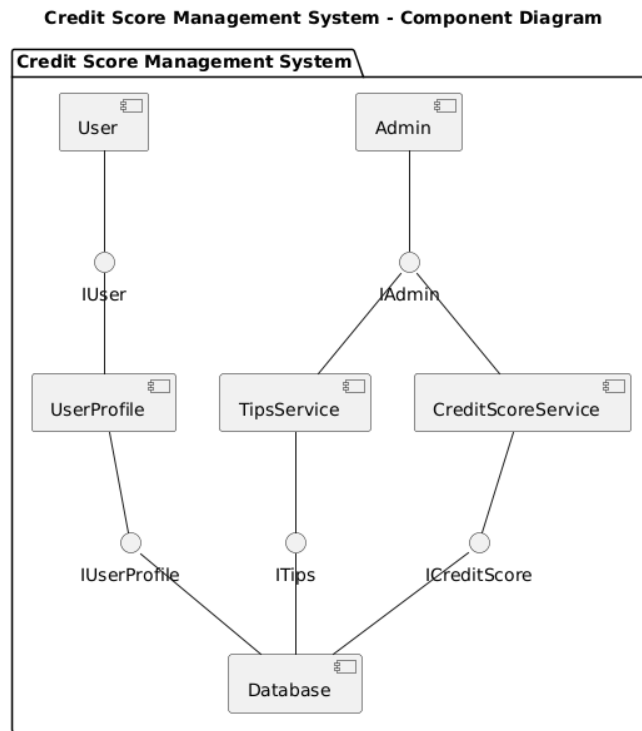 Credit Score Management System - Component Diagram
Credit Score Management System
User
Admin
IUser
IAdmin
UserProfile
TipsService
CreditScoreService
IUserProfile
ITips
ICreditScore
Database